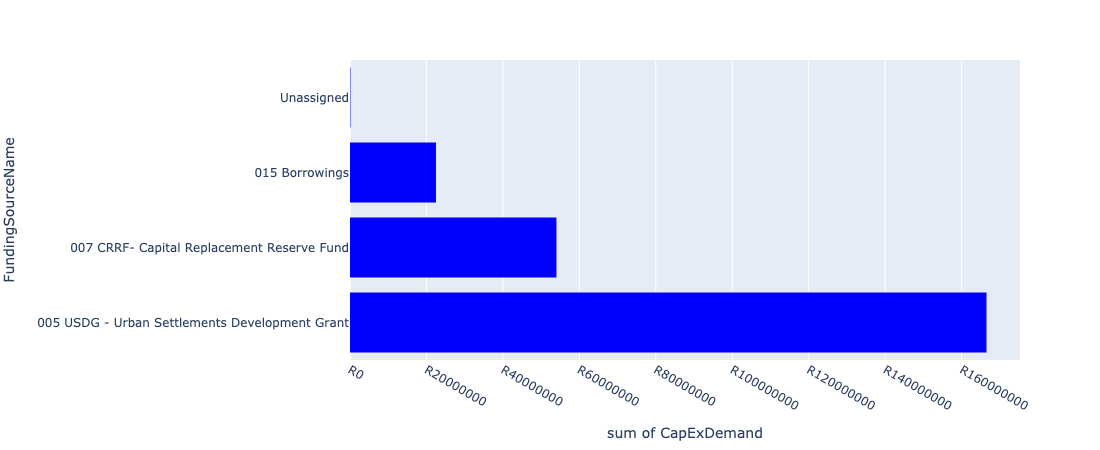 FundingSourceName
Unassigned
015 Borrowings
007 CRRF- Capital Replacement Reserve Fund
005 USDG - Urban Settlements Development Grant
R0
R20000000
R40000000
R60000000
R80000000
R100000000
R120000000
R140000000
R160000000
sum of CapExDemand